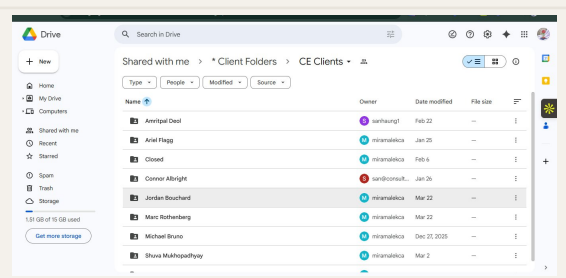 Drive
Search in Drive
New
Home
My Drive
Computers
Shared with me
Recent
Starred
Spam
Trash
Storage
1.51 GB of 15 GB used
Get more storage
Shared with me > * Client Folders > CE Clients
Type People Modified Source
Name Owner Date modified File size
Amritpal Deol S sanhaung1 Feb 22 —
Ariel Flagg M miramalekca Jan 25 —
Closed M miramalekca Feb 6 —
Connor Albright S san@consult... Jan 26 —
Jordan Bouchard M miramalekca Mar 22 —
Marc Rothenberg M miramalekca Mar 22 —
Michael Bruno M miramalekca Dec 27, 2025 —
Shuva Mukhopadhyay M miramalekca Mar 2 —